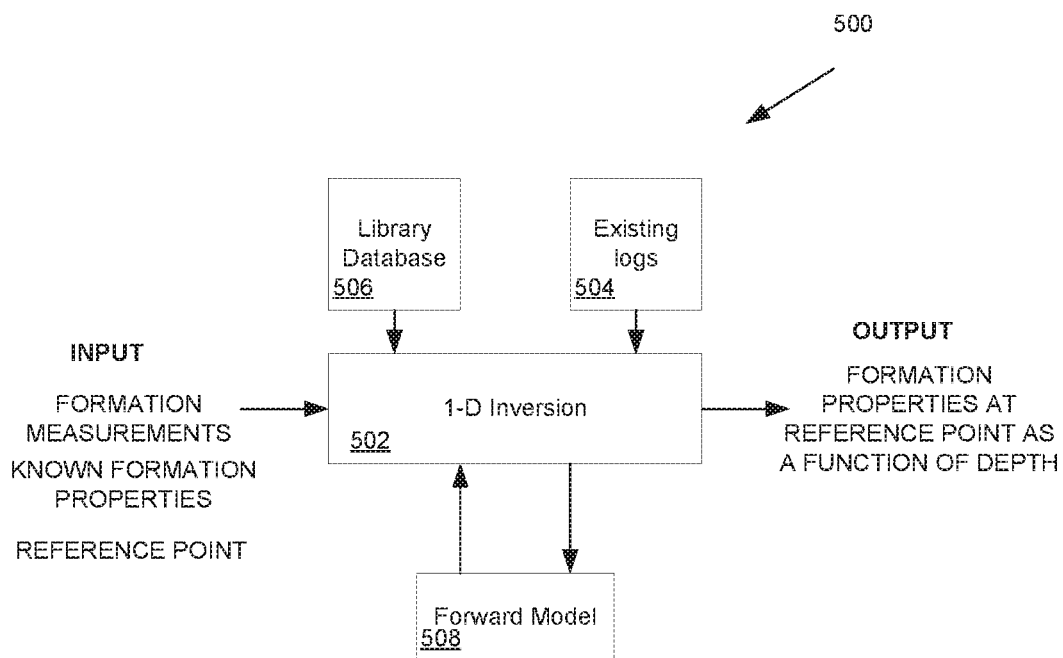 500
Library
Database
506
Existing
logs
504
INPUT
FORMATION
MEASUREMENTS
KNOWN FORMATION
PROPERTIES
REFERENCE POINT
1-D Inversion
502
OUTPUT
FORMATION
PROPERTIES AT
REFERENCE POINT AS
A FUNCTION OF DEPTH
Forward Model
508